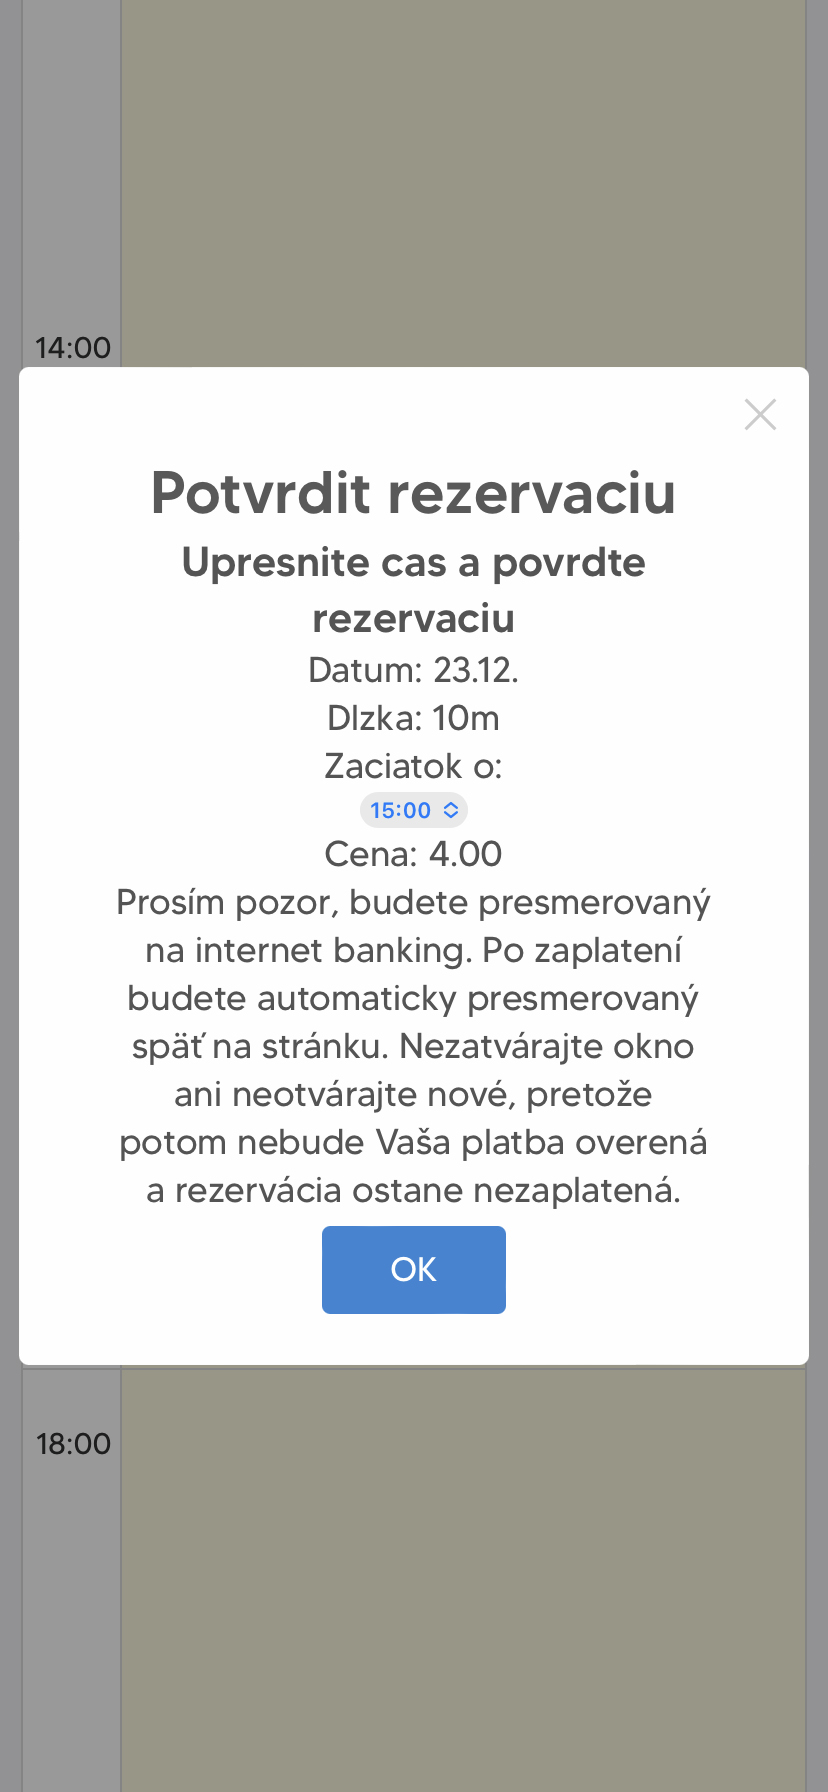 14:00
Potvrdit rezervaciu
Upresnite cas a povrdte
rezervaciu
Datum: 23.12.
Dlzka: 10m
Zaciatok o:
15:00
Cena: 4.00
Prosím pozor, budete presmerovaný
na internet banking. Po zaplatení
budete automaticky presmerovaný
späť na stránku. Nezatvárajte okno
ani neotvárajte nové, pretože
potom nebude Vaša platba overená
a rezervácia ostane nezaplatená.
OK
18:00